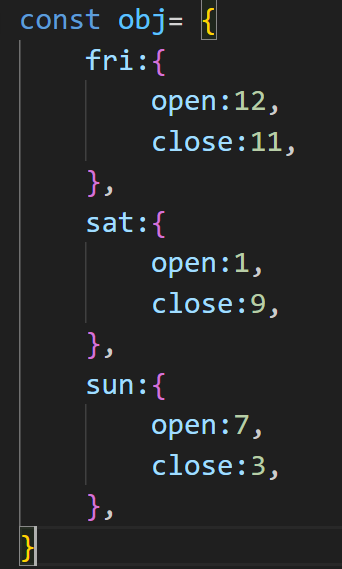 const obj= {
    fri:{
        open:12,
        close:11,
    },
    sat:{
        open:1,
        close:9,
    },
    sun:{
        open:7,
        close:3,
    },
}